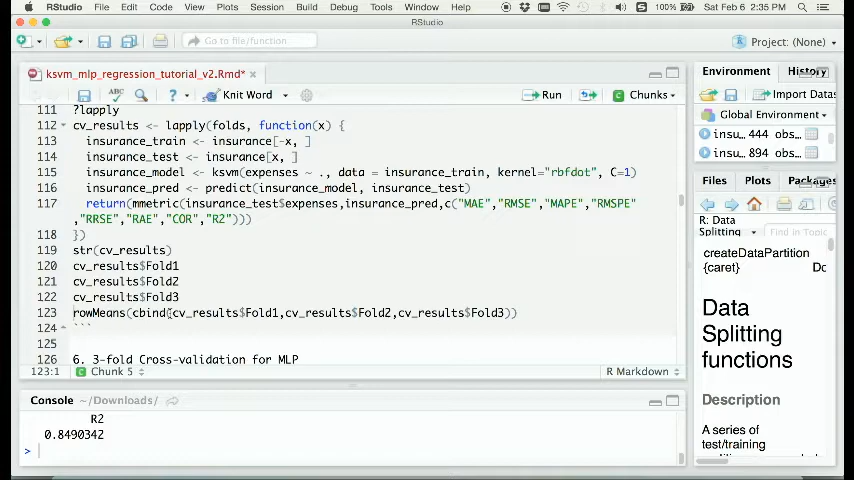 RStudio File Edit Code View Plots Session Build Debug Tools Window Help 100% Sat Feb 6 2:35 PM
RStudio
Go to file/function
Project: (None)
ksvm_mlp_regression_tutorial_v2.Rmd*
ABC Knit Word Run Chunks
111 ?lapply
112 cv_results <- lapply(folds, function(x) {
113 insurance_train <- insurance[-x, ]
114 insurance_test <- insurance[x, ]
115 insurance_model <- ksvm(expenses ~ ., data = insurance_train, kernel="rbfdot", C=1)
116 insurance_pred <- predict(insurance_model, insurance_test)
117 return(mmetric(insurance_test$expenses,insurance_pred,c("MAE","RMSE","MAPE","RMSPE"
,"RRSE","RAE","COR","R2")))
118 })
119 str(cv_results)
120 cv_results$Fold1
121 cv_results$Fold2
122 cv_results$Fold3
123 rowMeans(cbind(cv_results$Fold1,cv_results$Fold2,cv_results$Fold3))
124 ```
125
126 6. 3-fold Cross-validation for MLP
123:1 Chunk 5 R Markdown
Console ~/Downloads/
R2
0.8490342
>
Environment History
Import Data
Global Environment
insu… 444 obs…
insu… 894 obs…
Files Plots Packages
R: Data
Splitting Find in Topic
createDataPartition
{caret} Do
Data
Splitting
functions
Description
A series of
test/training